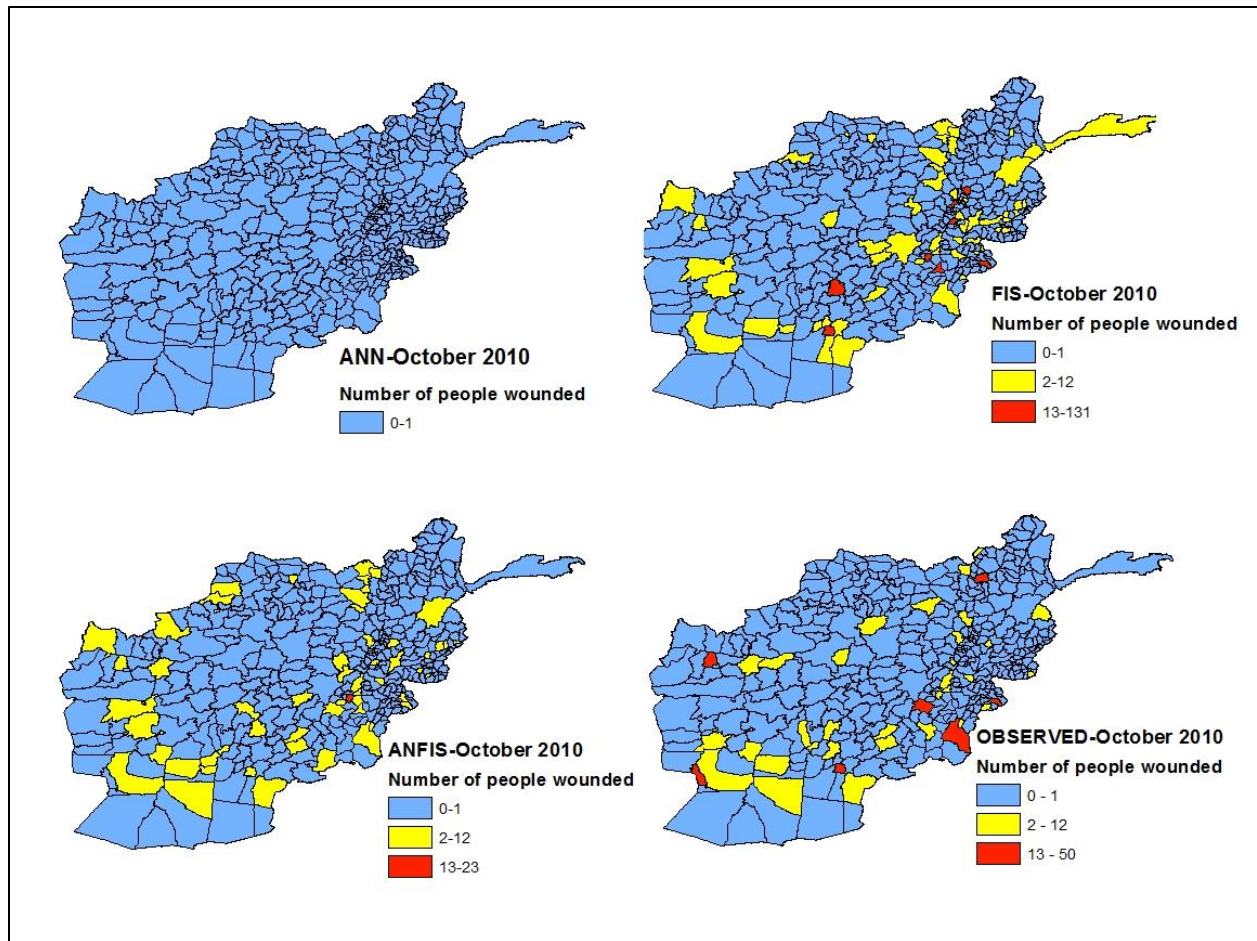 ANN-October 2010
Number of people wounded
0-1
FIS-October 2010
Number of people wounded
0-1
2-12
13-131
ANFIS-October 2010
Number of people wounded
0-1
2-12
13-23
OBSERVED-October 2010
Number of people wounded
0 - 1
2 - 12
13 - 50